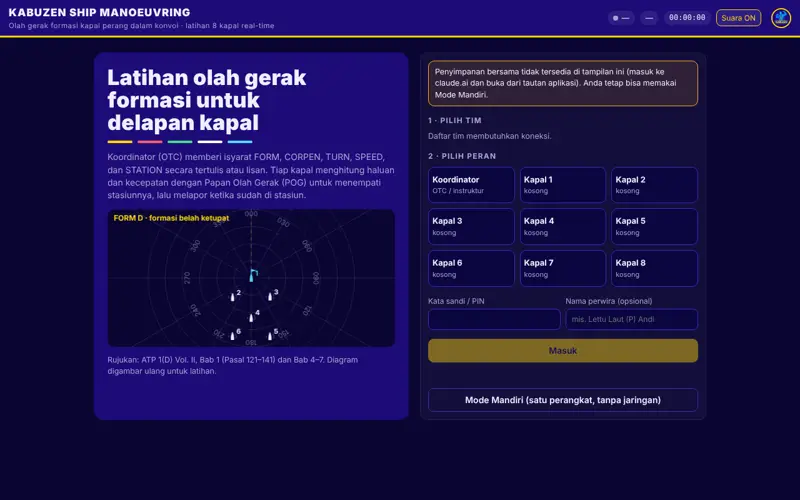 KABUZEN SHIP MANOEUVRING
Olah gerak formasi kapal perang dalam konvoi · latihan 8 kapal real-time
—
—
00:00:00
Suara ON
Latihan olah gerak
formasi untuk
delapan kapal
Koordinator (OTC) memberi isyarat FORM, CORPEN, TURN, SPEED,
dan STATION secara tertulis atau lisan. Tiap kapal menghitung haluan
dan kecepatan dengan Papan Olah Gerak (POG) untuk menempati
stasiunnya, lalu melapor ketika sudah di stasiun.
FORM D · formasi belah ketupat
000
030
060
090
120
150
180
210
240
270
300
330
2
3
4
6
5
Rujukan: ATP 1(D) Vol. II, Bab 1 (Pasal 121–141) dan Bab 4–7. Diagram
digambar ulang untuk latihan.
Penyimpanan bersama tidak tersedia di tampilan ini (masuk ke
claude.ai dan buka dari tautan aplikasi). Anda tetap bisa memakai
Mode Mandiri.
1 · PILIH TIM
Daftar tim membutuhkan koneksi.
2 · PILIH PERAN
Koordinator
OTC / instruktur
Kapal 1
kosong
Kapal 2
kosong
Kapal 3
kosong
Kapal 4
kosong
Kapal 5
kosong
Kapal 6
kosong
Kapal 7
kosong
Kapal 8
kosong
Kata sandi / PIN
Nama perwira (opsional)
mis. Lettu Laut (P) Andi
Masuk
Mode Mandiri (satu perangkat, tanpa jaringan)